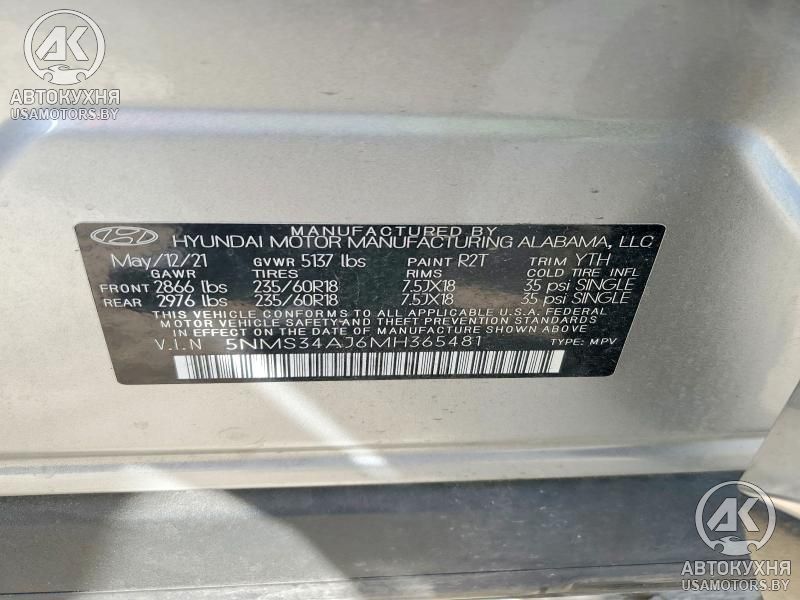 АК
АВТОКУХНЯ
USAMOTORS.BY
MANUFACTURED BY
HYUNDAI MOTOR MANUFACTURING ALABAMA, LLC
May/12/21 GVWR 5137 lbs PAINT R2T TRIM YTH
GAWR TIRES RIMS COLD TIRE INFL
FRONT 2866 lbs 235/60R18 7.5JX18 35 psi SINGLE
REAR 2976 lbs 235/60R18 7.5JX18 35 psi SINGLE
THIS VEHICLE CONFORMS TO ALL APPLICABLE U.S.A. FEDERAL
MOTOR VEHICLE SAFETY AND THEFT PREVENTION STANDARDS
IN EFFECT ON THE DATE OF MANUFACTURE SHOWN ABOVE
V.I.N 5NMS34AJ6MH365481 TYPE: MPV
АК
АВТОКУХНЯ
USAMOTORS.BY